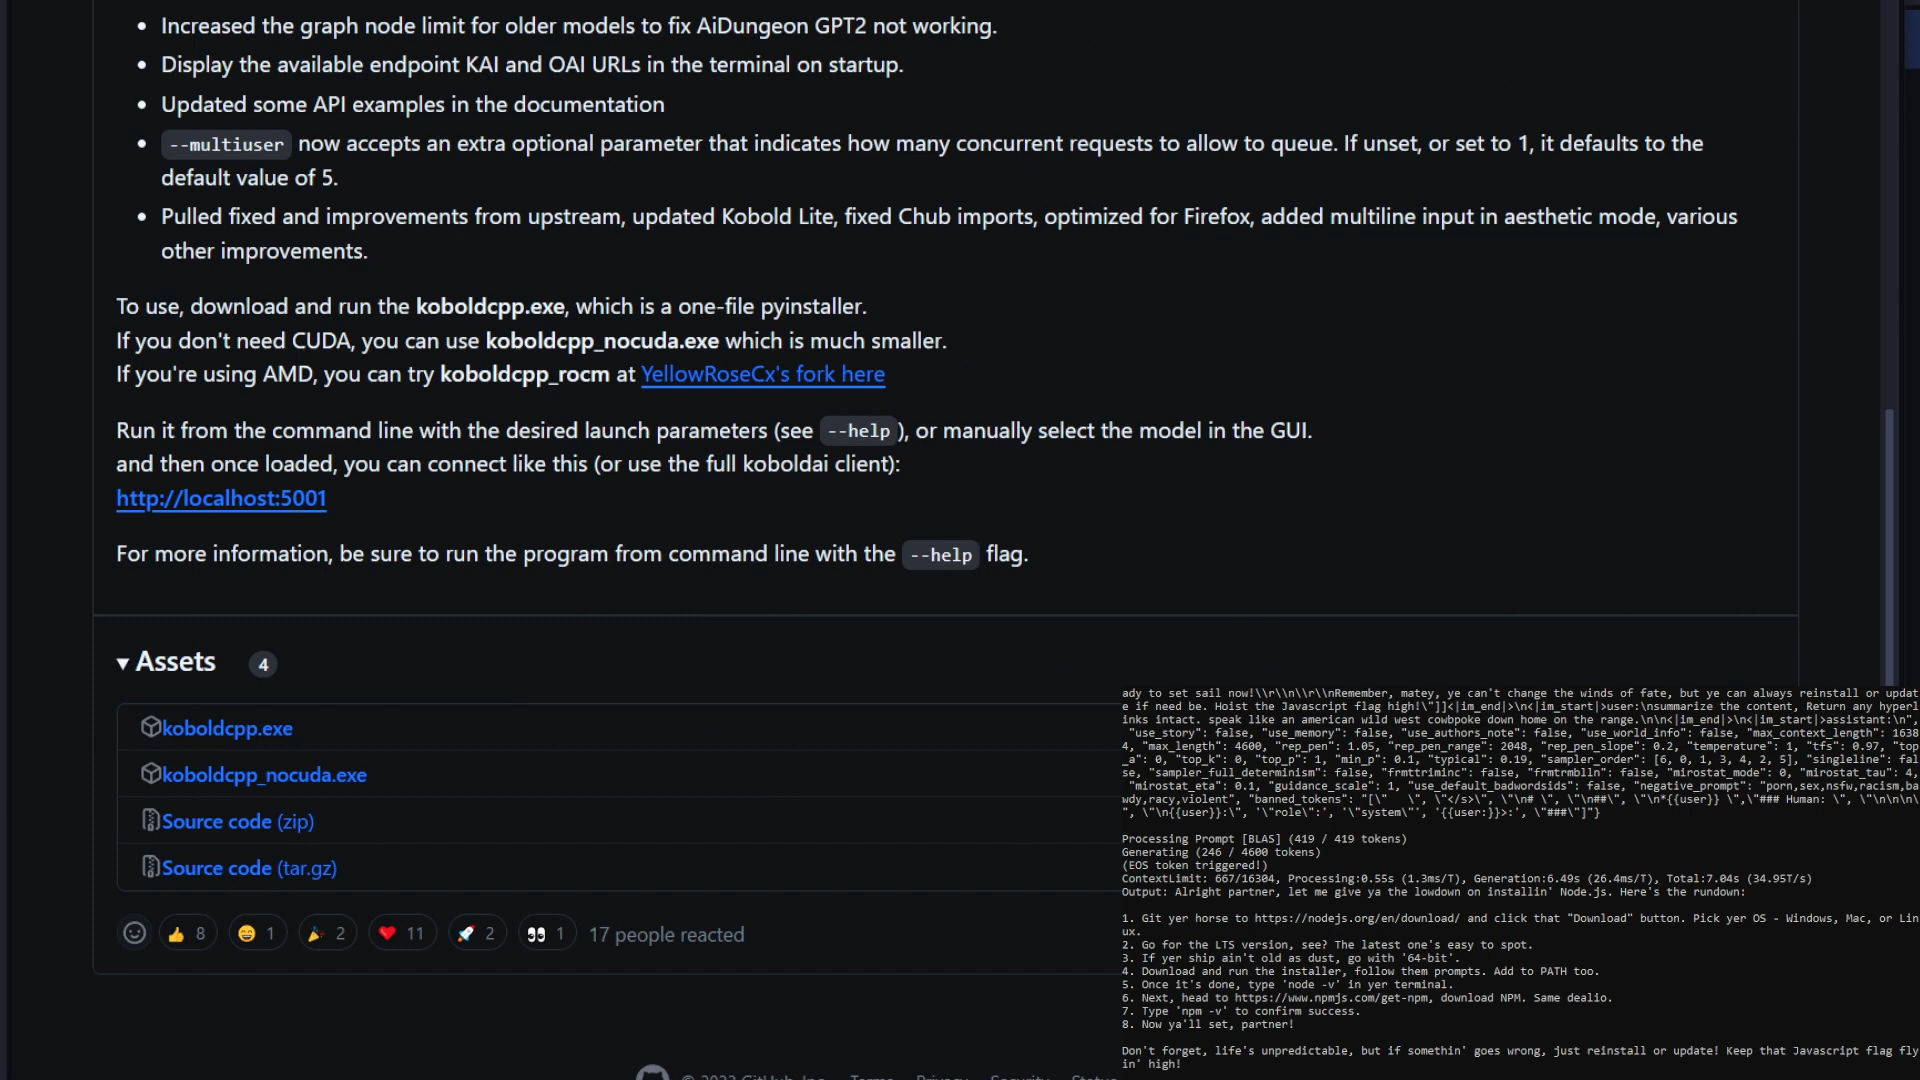 Increased the graph node limit for older models to fix AiDungeon GPT2 not working.
Display the available endpoint KAI and OAI URLs in the terminal on startup.
Updated some API examples in the documentation
--multiuser now accepts an extra optional parameter that indicates how many concurrent requests to allow to queue. If unset, or set to 1, it defaults to the
default value of 5.
Pulled fixed and improvements from upstream, updated Kobold Lite, fixed Chub imports, optimized for Firefox, added multiline input in aesthetic mode, various
other improvements.
To use, download and run the koboldcpp.exe, which is a one-file pyinstaller.
If you don't need CUDA, you can use koboldcpp_nocuda.exe which is much smaller.
If you're using AMD, you can try koboldcpp_rocm at YellowRoseCx's fork here
Run it from the command line with the desired launch parameters (see --help), or manually select the model in the GUI.
and then once loaded, you can connect like this (or use the full koboldai client):
http://localhost:5001
For more information, be sure to run the program from command line with the --help flag.
Assets 4
koboldcpp.exe
koboldcpp_nocuda.exe
Source code (zip)
Source code (tar.gz)
8 1 2 11 2 1 17 people reacted
ady to set sail now!\\r\\n\\r\\nRemember, matey, ye can't change the winds of fate, but ye can always reinstall or updat
e if need be. Hoist the Javascript flag high!\"]]<|im_end|>\n<|im_start|>user:\nsummarize the content, Return any hyperl
inks intact. speak like an american wild west cowbpoke down home on the range.\n\n<|im_end|>\n<|im_start|>assistant:\n",
"use_story": false, "use_memory": false, "use_authors_note": false, "use_world_info": false, "max_context_length": 1638
4, "max_length": 4600, "rep_pen": 1.05, "rep_pen_range": 2048, "rep_pen_slope": 0.2, "temperature": 1, "tfs": 0.97, "top
_a": 0, "top_k": 0, "top_p": 1, "min_p": 0.1, "typical": 0.19, "sampler_order": [6, 0, 1, 3, 4, 2, 5], "singleline": fal
se, "sampler_full_determinism": false, "frmttriminc": false, "frmtrmblln": false, "mirostat_mode": 0, "mirostat_tau": 4,
"mirostat_eta": 0.1, "guidance_scale": 1, "use_default_badwordsids": false, "negative_prompt": "porn,sex,nsfw,racism,ba
wdy,racy,violent", "banned_tokens": "[\"   \", \"</s>\", \"\n# \", \"\n##\", \"\n*{{user}} \",\"### Human: \", \"\n\n\n\
", \"\n{{user}}:\", '\"role\":', '\"system\"', '{{user:}}>:', \"###\"]"}
Processing Prompt [BLAS] (419 / 419 tokens)
Generating (246 / 4600 tokens)
(EOS token triggered!)
ContextLimit: 667/16304, Processing:0.55s (1.3ms/T), Generation:6.49s (26.4ms/T), Total:7.04s (34.95T/s)
Output: Alright partner, let me give ya the lowdown on installin' Node.js. Here's the rundown:
1. Git yer horse to https://nodejs.org/en/download/ and click that "Download" button. Pick yer OS - Windows, Mac, or Lin
ux.
2. Go for the LTS version, see? The latest one's easy to spot.
3. If yer ship ain't old as dust, go with '64-bit'.
4. Download and run the installer, follow them prompts. Add to PATH too.
5. Once it's done, type 'node -v' in yer terminal.
6. Next, head to https://www.npmjs.com/get-npm, download NPM. Same dealio.
7. Type 'npm -v' to confirm success.
8. Now ya'll set, partner!
Don't forget, life's unpredictable, but if somethin' goes wrong, just reinstall or update! Keep that Javascript flag fly
in' high!
© 2023 GitHub, Inc. Terms Privacy Security Status